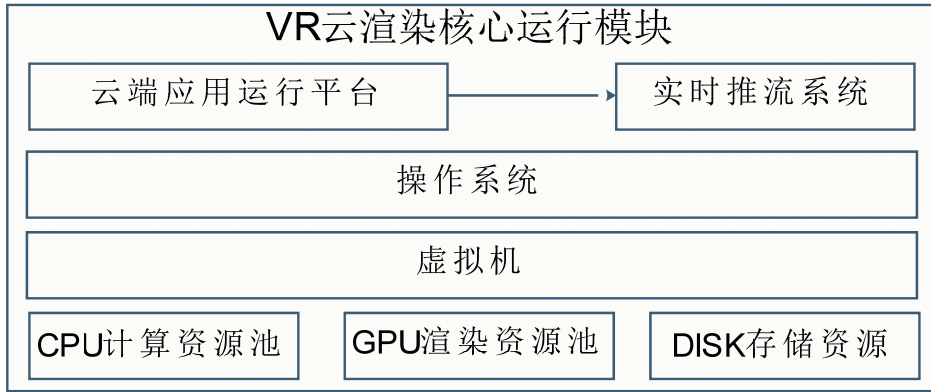 VR云渲染核心运行模块
云端应用运行平台
实时推流系统
操作系统
虚拟机
CPU计算资源池
GPU渲染资源池
DISK存储资源